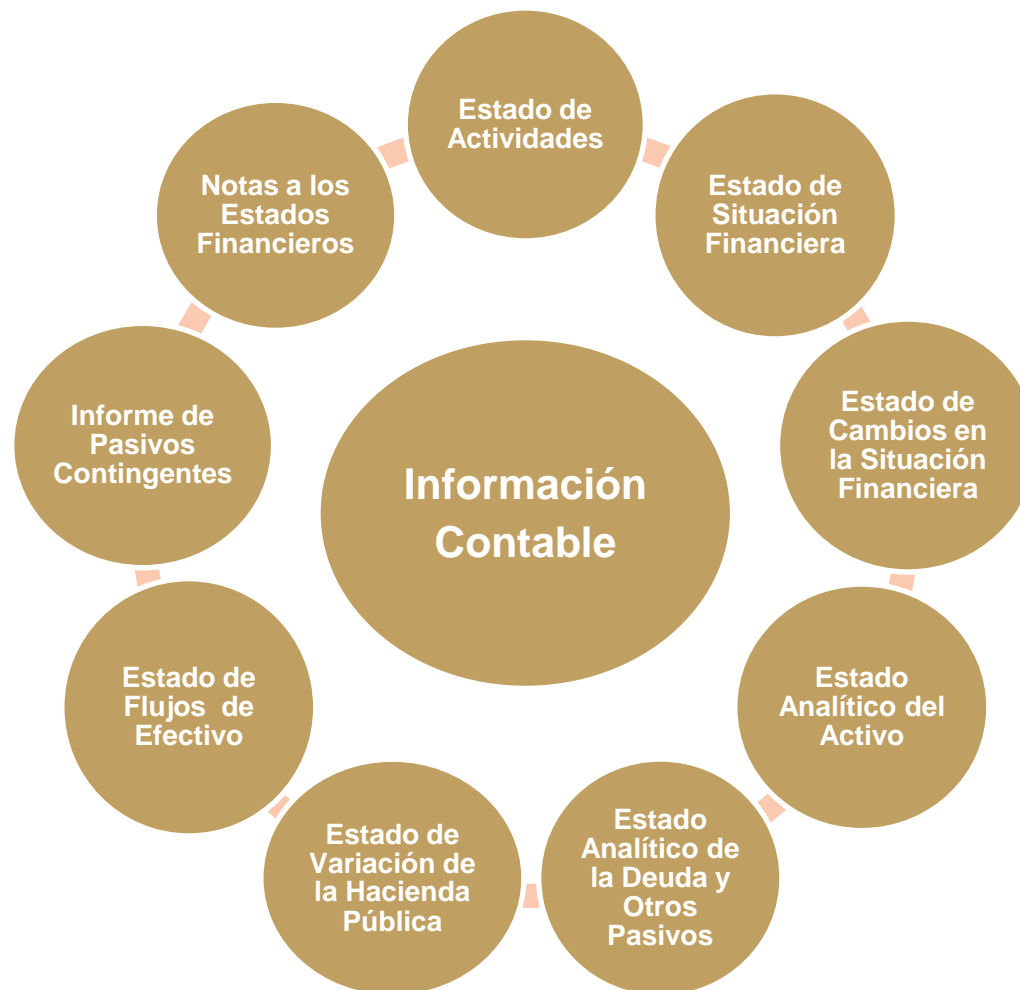 Estado de
Actividades
Estado de
Situación
Financiera
Estado de
Cambios en
la Situación
Financiera
Estado
Analítico del
Activo
Estado
Analítico de
la Deuda y
Otros
Pasivos
Estado de
Variación de
la Hacienda
Pública
Estado de
Flujos  de
Efectivo
Informe de
Pasivos
Contingentes
Notas a los
Estados
Financieros
Información
Contable